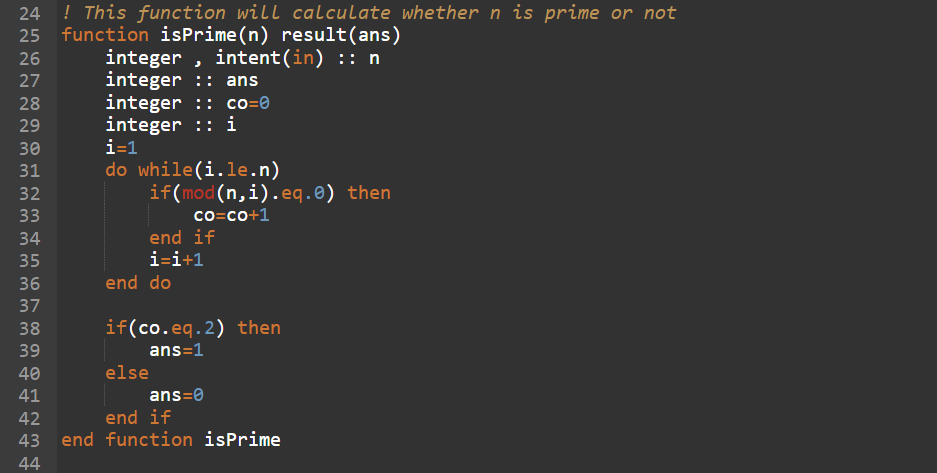 24 ! This function will calculate whether n is prime or not
25 function isPrime(n) result(ans)
26     integer , intent(in) :: n
27     integer :: ans
28     integer :: co=0
29     integer :: i
30     i=1
31     do while(i.le.n)
32         if(mod(n,i).eq.0) then
33             co=co+1
34         end if
35         i=i+1
36     end do
37
38     if(co.eq.2) then
39         ans=1
40     else
41         ans=0
42     end if
43 end function isPrime
44